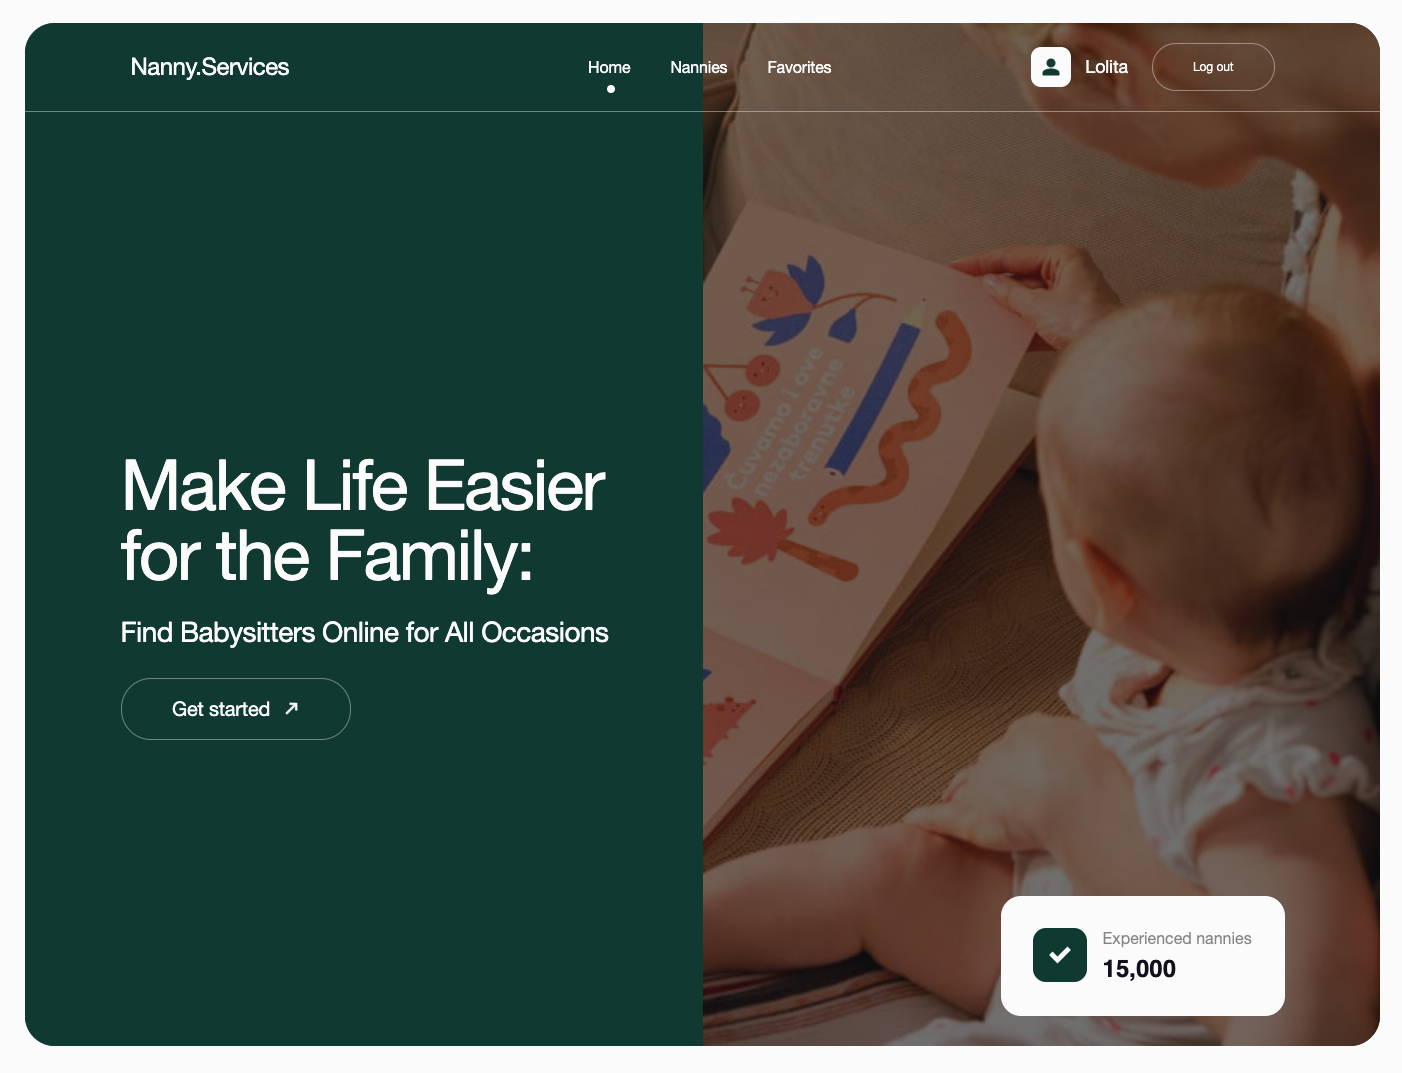 Nanny.Services
Home
Nannies
Favorites
Lolita
Log out
Make Life Easier
for the Family:
Find Babysitters Online for All Occasions
Get started
Čuvamo i ove
nezaboravne
trenutke
Experienced nannies
15,000